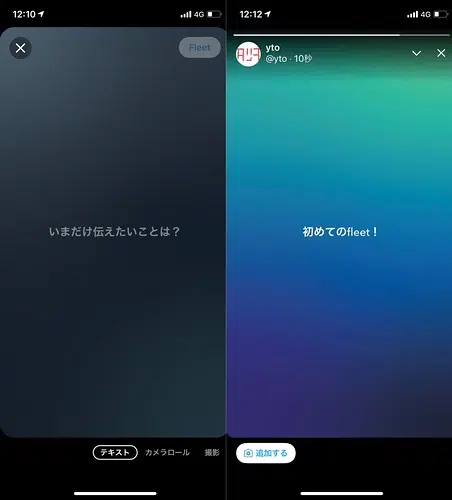 12:10
4G
Fleet
いまだけ伝えたいことは？
テキスト
カメラロール
撮影
12:12
4G
yto
@yto · 10秒
初めてのfleet！
追加する